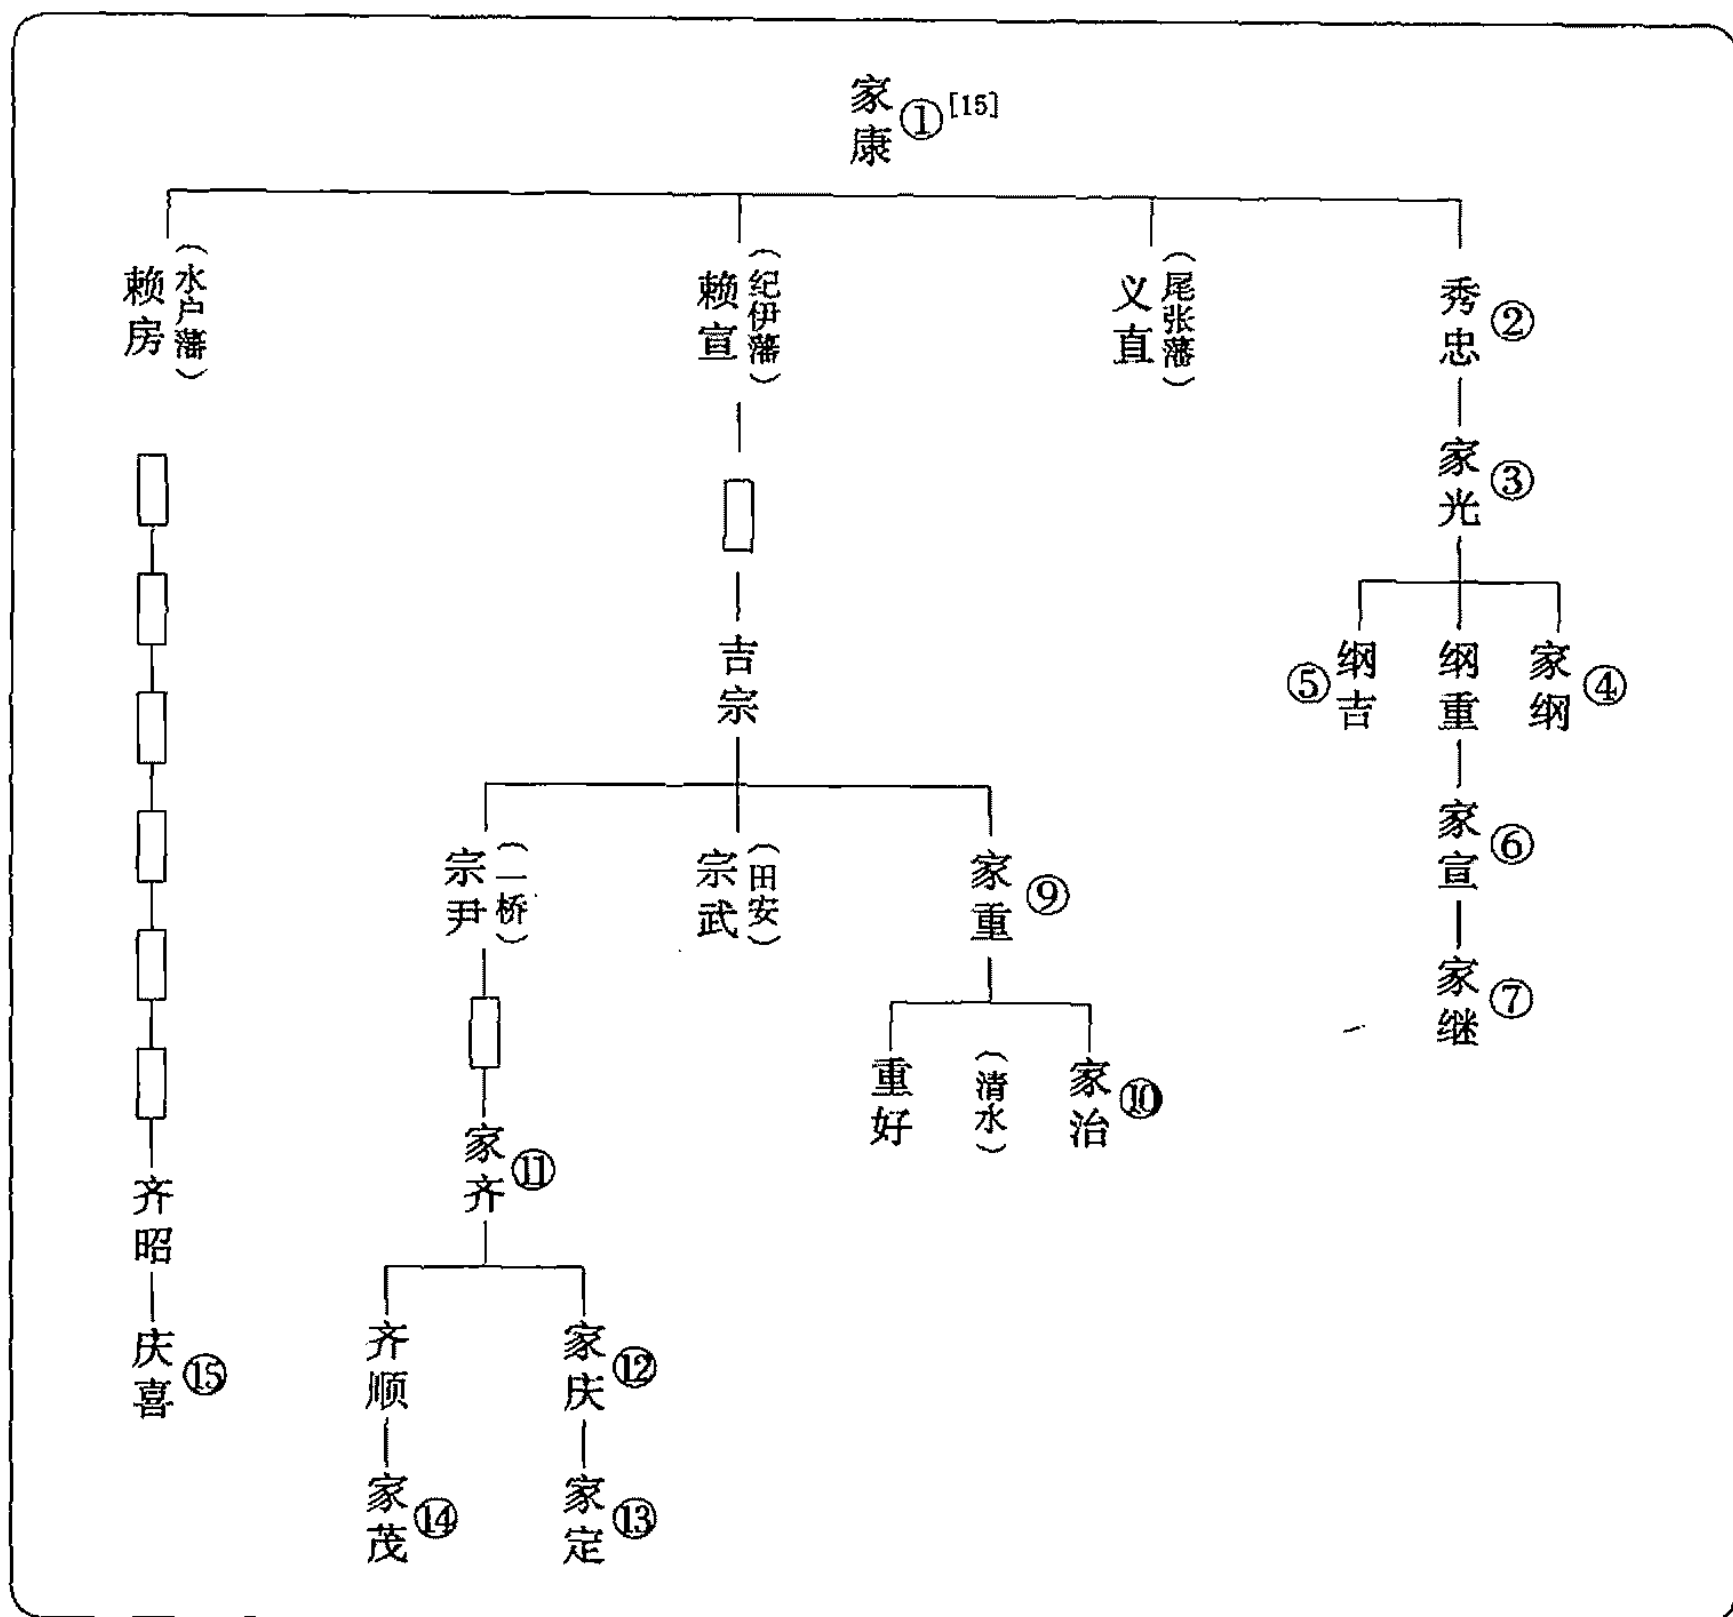 家康①[15]
秀忠②
义直(尾张藩)
赖宣(纪伊藩)
赖房(水户藩)
家光③
家纲④
纲重
纲吉⑤
家宣⑥
家继⑦
吉宗
家重⑨
宗武(田安)
宗尹(一桥)
家治⑩
(清水)
重好
家齐⑪
家庆⑫
齐顺
家定⑬
家茂⑭
齐昭
庆喜⑮